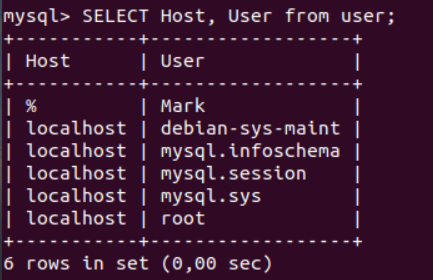 mysql> SELECT Host, User from user;
+-----------+------------------+
| Host      | User             |
+-----------+------------------+
| %         | Mark             |
| localhost | debian-sys-maint |
| localhost | mysql.infoschema |
| localhost | mysql.session    |
| localhost | mysql.sys        |
| localhost | root             |
+-----------+------------------+
6 rows in set (0,00 sec)